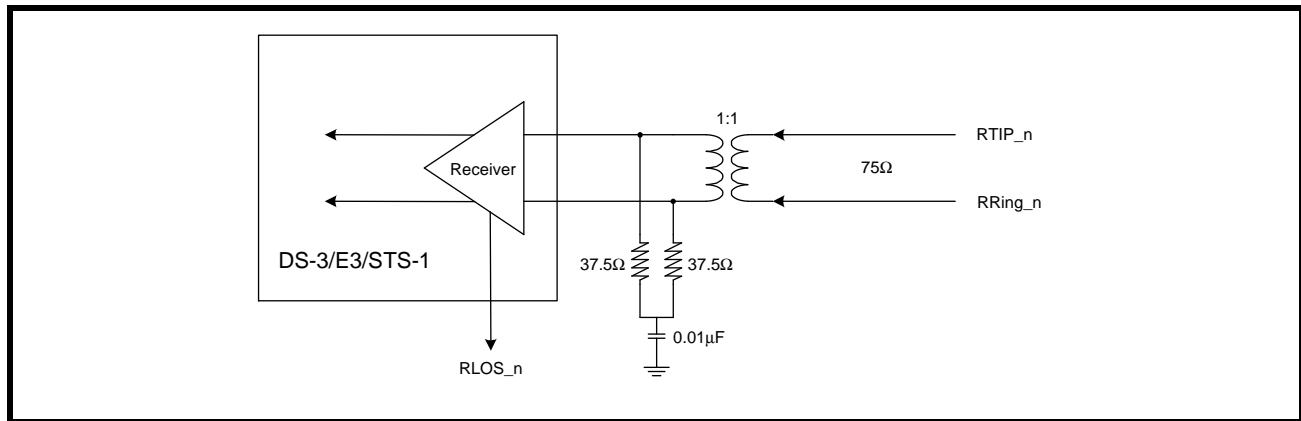 1:1
RTIP_n
Receiver
75Ω
RRing_n
DS-3/E3/STS-1
37.5Ω
37.5Ω
0.01μF
RLOS_n